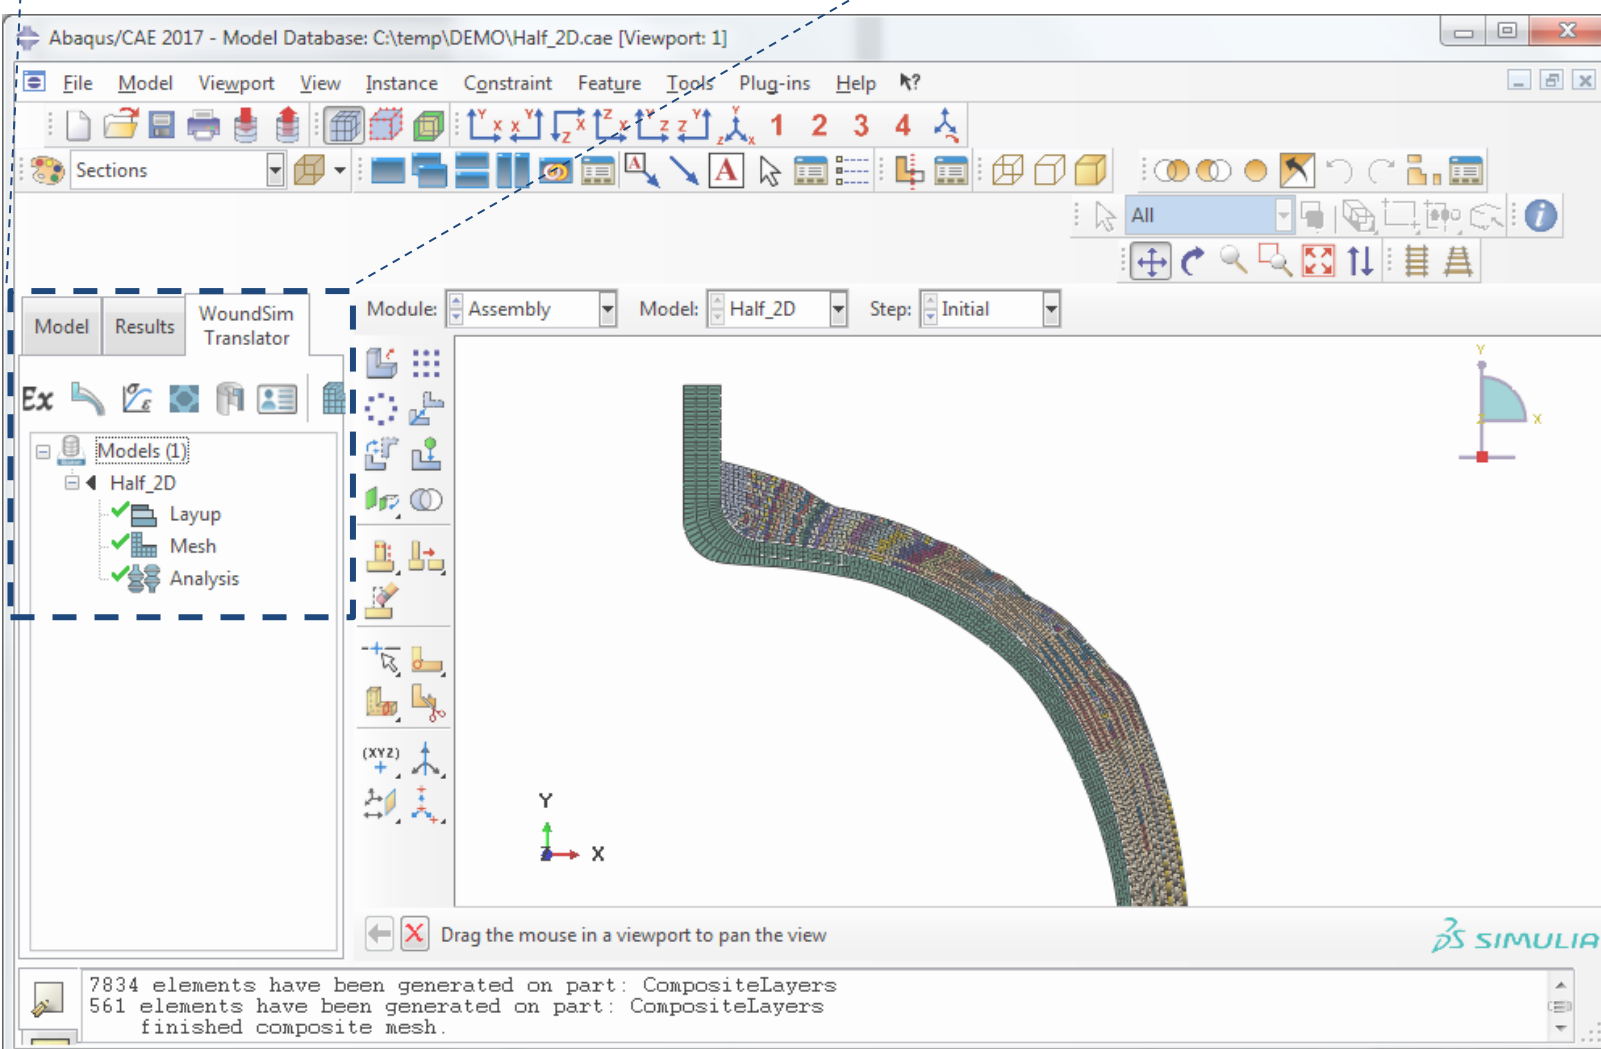 Abaqus/CAE 2017 - Model Database: C:\temp\DEMO\Half_2D.cae [Viewport: 1]
File Model Viewport View Instance Constraint Feature Tools Plug-ins Help ?
1 2 3 4
Sections
A A
All
i
Model Results WoundSim Translator
Module: Assembly Model: Half_2D Step: Initial
Ex σ ε
Models (1)
Half_2D
Layup
Mesh
Analysis
(XYZ)
Y
X
Y
Z X
Drag the mouse in a viewport to pan the view
SIMULIA
7834 elements have been generated on part: CompositeLayers
561 elements have been generated on part: CompositeLayers
finished composite mesh.